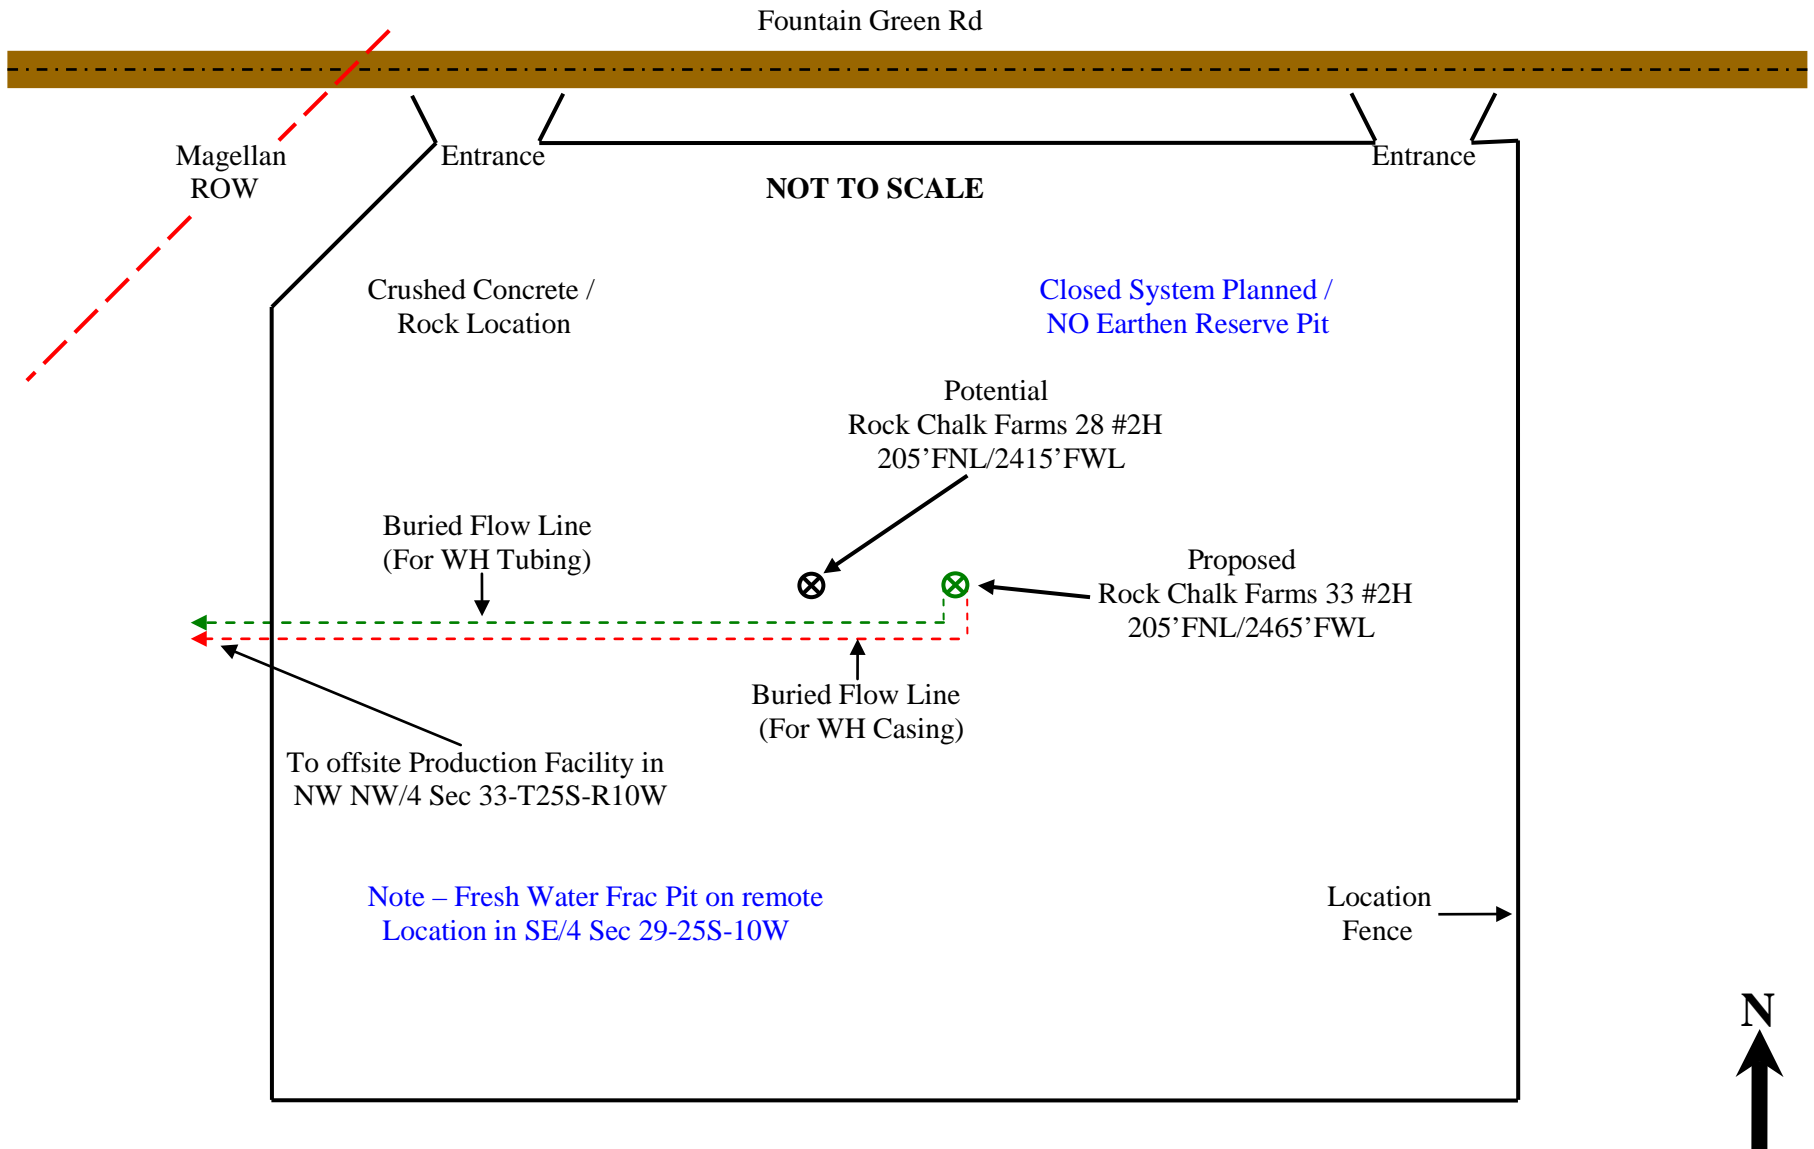 Fountain Green Rd
Magellan
ROW
Entrance
Entrance
NOT TO SCALE
Crushed Concrete /
Rock Location
Closed System Planned /
NO Earthen Reserve Pit
Potential
Rock Chalk Farms 28 #2H
205’FNL/2415’FWL
Buried Flow Line
(For WH Tubing)
Proposed
Rock Chalk Farms 33 #2H
205’FNL/2465’FWL
Buried Flow Line
(For WH Casing)
To offsite Production Facility in
NW NW/4 Sec 33-T25S-R10W
Note – Fresh Water Frac Pit on remote
Location in SE/4 Sec 29-25S-10W
Location
Fence
N